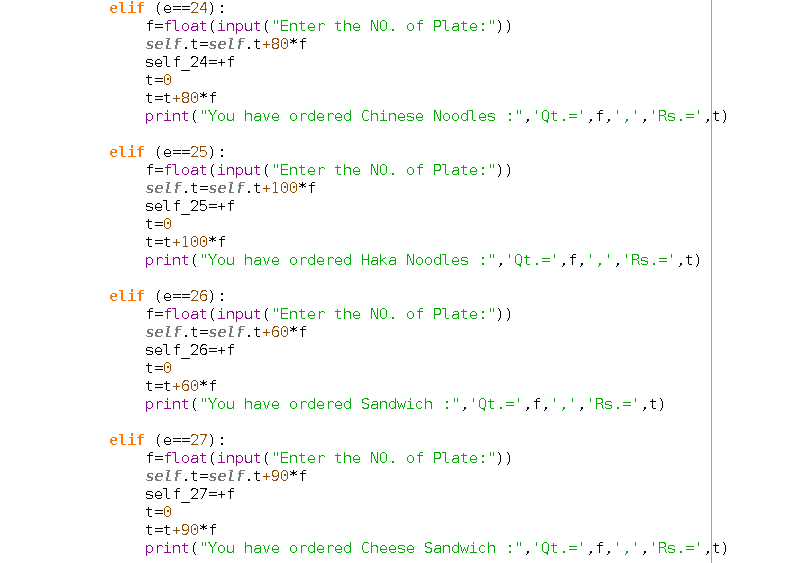 elif (e==24):
f=float(input("Enter the NO. of Plate:"))
self.t=self.t+80*f
self_24=+f
t=0
t=t+80*f
print("You have ordered Chinese Noodles :",'Qt.=',f,',','Rs.=',t)
elif (e==25):
f=float(input("Enter the NO. of Plate:"))
self.t=self.t+100*f
self_25=+f
t=0
t=t+100*f
print("You have ordered Haka Noodles :",'Qt.=',f,',','Rs.=',t)
elif (e==26):
f=float(input("Enter the NO. of Plate:"))
self.t=self.t+60*f
self_26=+f
t=0
t=t+60*f
print("You have ordered Sandwich :",'Qt.=',f,',','Rs.=',t)
elif (e==27):
f=float(input("Enter the NO. of Plate:"))
self.t=self.t+90*f
self_27=+f
t=0
t=t+90*f
print("You have ordered Cheese Sandwich :",'Qt.=',f,',','Rs.=',t)